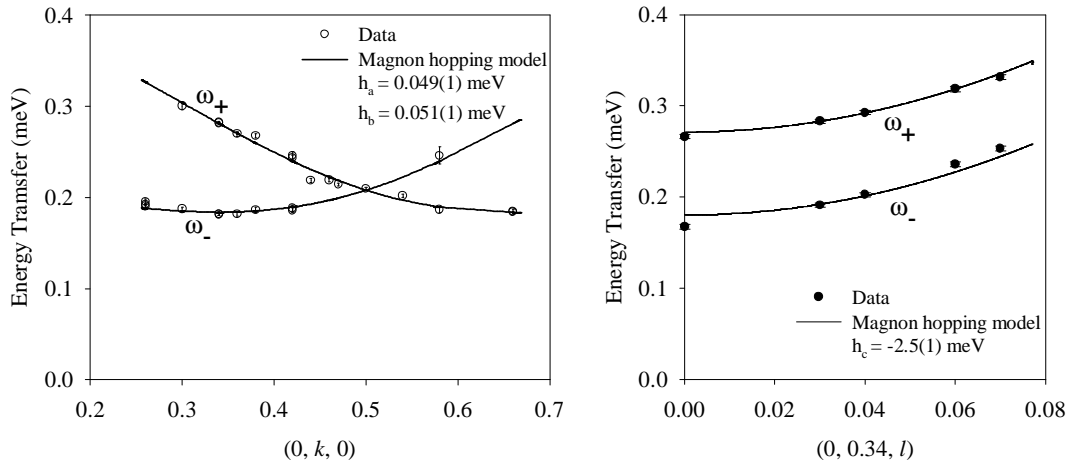 0.4
0.3
0.2
0.1
0.0
Energy Transfer (meV)
Data
Magnon hopping model
h_a = 0.049(1) meV
h_b = 0.051(1) meV
ω+
ω-
0.2 0.3 0.4 0.5 0.6 0.7
(0, k, 0)
0.4
0.3
0.2
0.1
0.0
Energy Transfer (meV)
ω+
ω-
Data
Magnon hopping model
h_c = -2.5(1) meV
0.00 0.02 0.04 0.06 0.08
(0, 0.34, l)